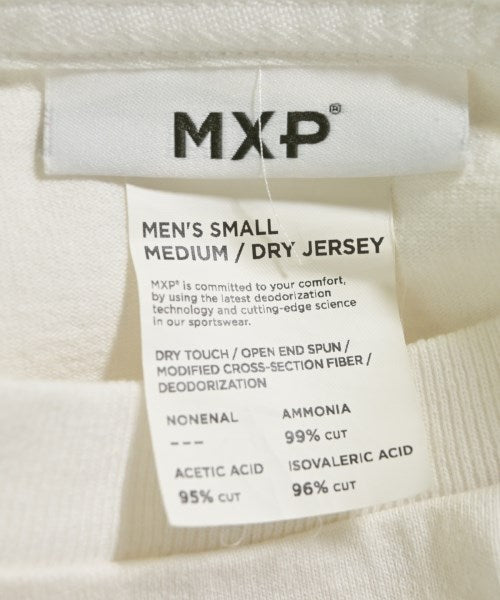 MXP®
MEN'S SMALL
MEDIUM / DRY JERSEY
MXP® is committed to your comfort,
by using the latest deodorization
technology and cutting-edge science
in our sportswear.
DRY TOUCH / OPEN END SPUN /
MODIFIED CROSS-SECTION FIBER /
DEODORIZATION
NONENAL AMMONIA
--- 99% CUT
ACETIC ACID ISOVALERIC ACID
95% CUT 96% CUT